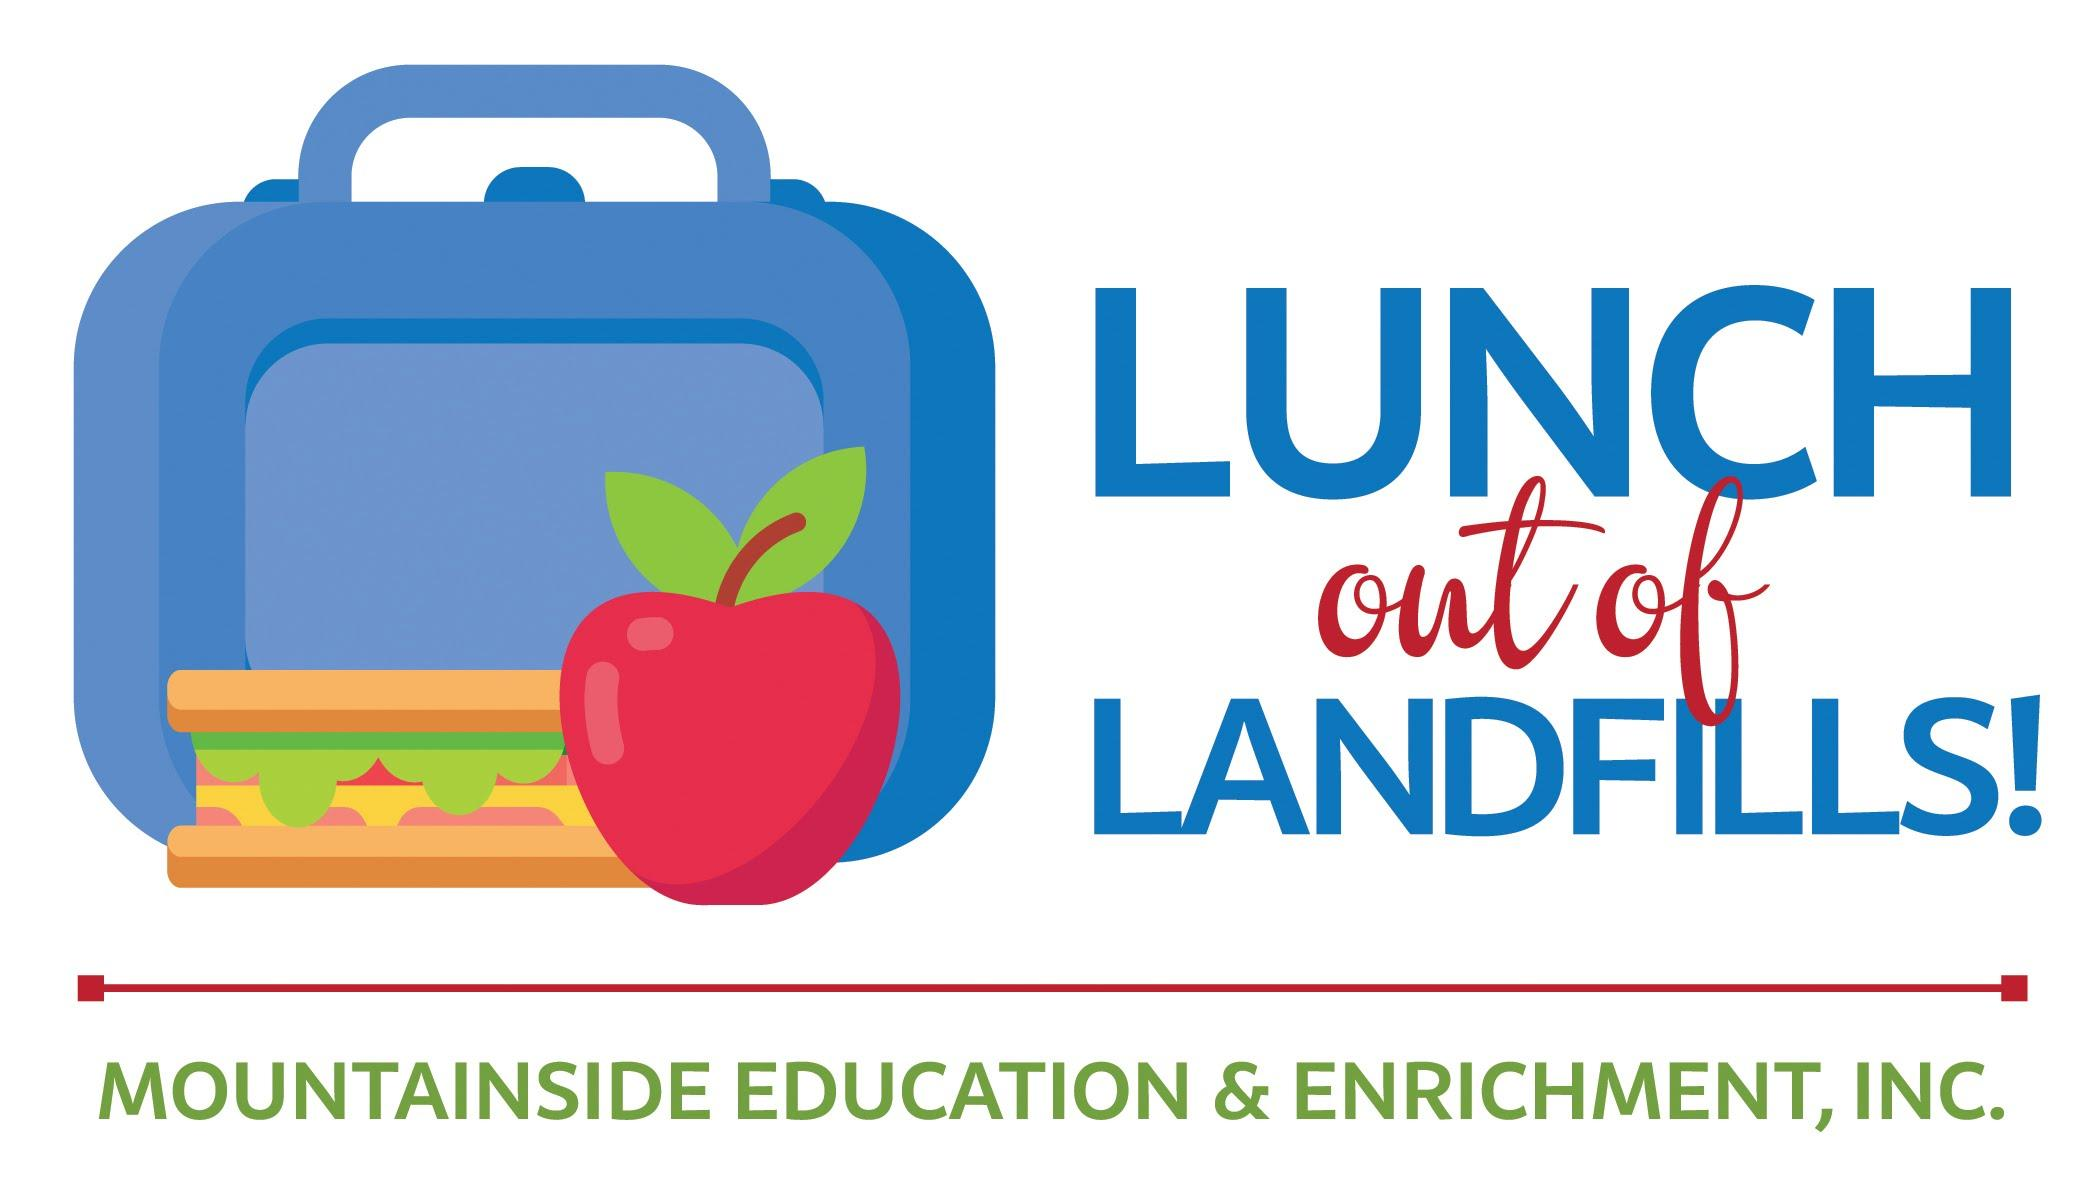 LUNCH
out of
LANDFILLS!
MOUNTAINSIDE EDUCATION & ENRICHMENT, INC.